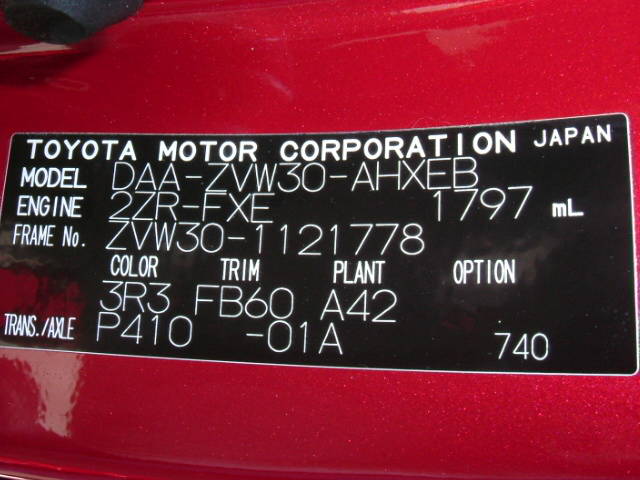 TOYOTA MOTOR CORPORATION JAPAN
MODEL DAA-ZVW30-AHXEB
ENGINE 2ZR-FXE 1797 mL
FRAME No. ZVW30-1121778
COLOR TRIM PLANT OPTION
3R3 FB60 A42
TRANS./AXLE P410 -01A 740